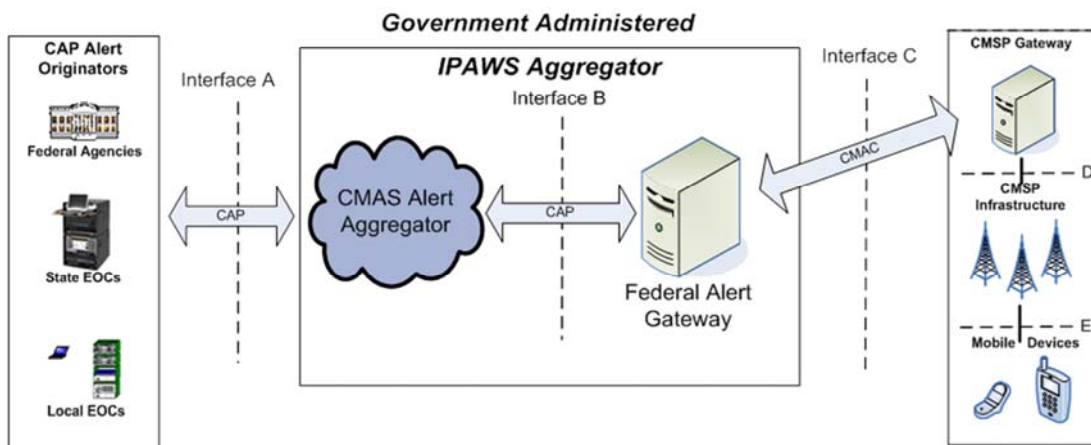 Government Administered
CAP Alert
Originators
Federal Agencies
State EOCs
Local EOCs
Interface A
CAP
IPAWS Aggregator
Interface B
CMAS Alert
Aggregator
CAP
Federal Alert
Gateway
Interface C
CMAC
CMSP Gateway
D
CMSP
Infrastructure
E
Mobile Devices